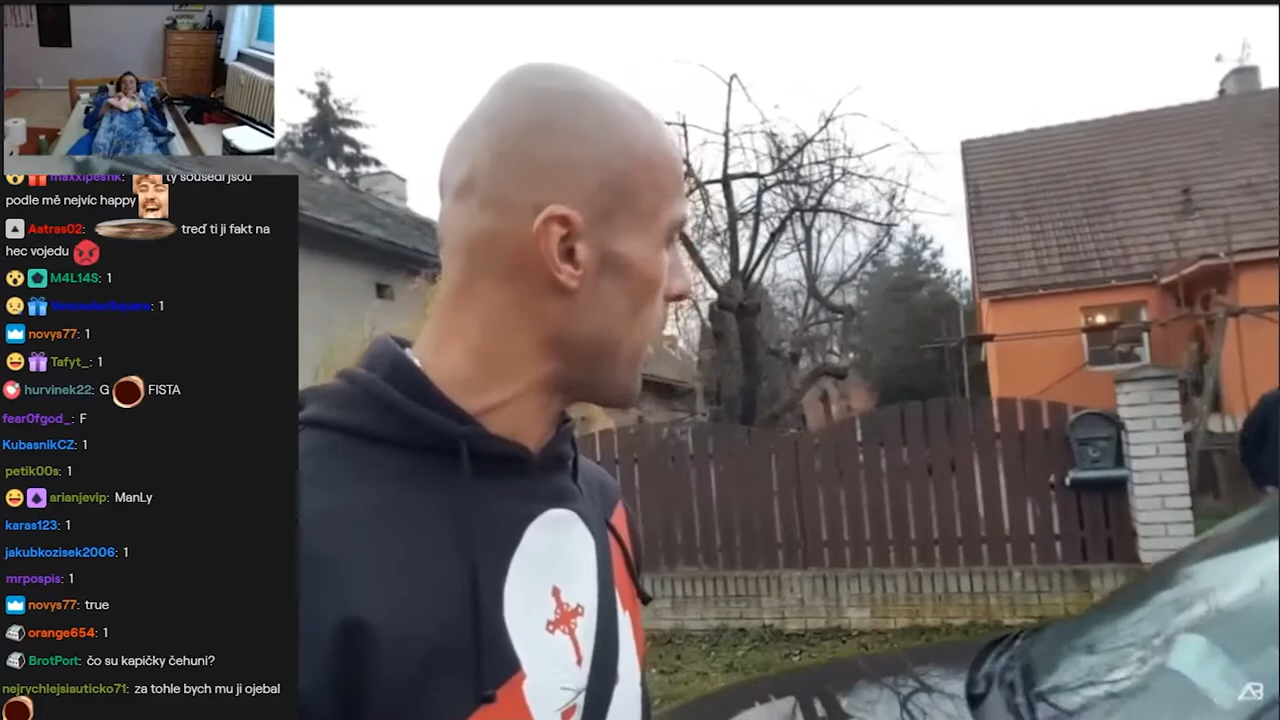 maxxipesfik: ty sousedi jsou
podle mě nejvíc happy
Aatras02: treď ti ji fakt na
hec vojedu
M4L14S: 1
: 1
novys77: 1
Tafyt_: 1
hurvinek22: G FISTA
fear0fgod_: F
KubasnikCZ: 1
petik00s: 1
arianjevip: ManLy
karas123: 1
jakubkozisek2006: 1
mrpospis: 1
novys77: true
orange654: 1
BrotPort: čo su kapičky čehuni?
nejrychlejsiauticko71: za tohle bych mu ji ojebal